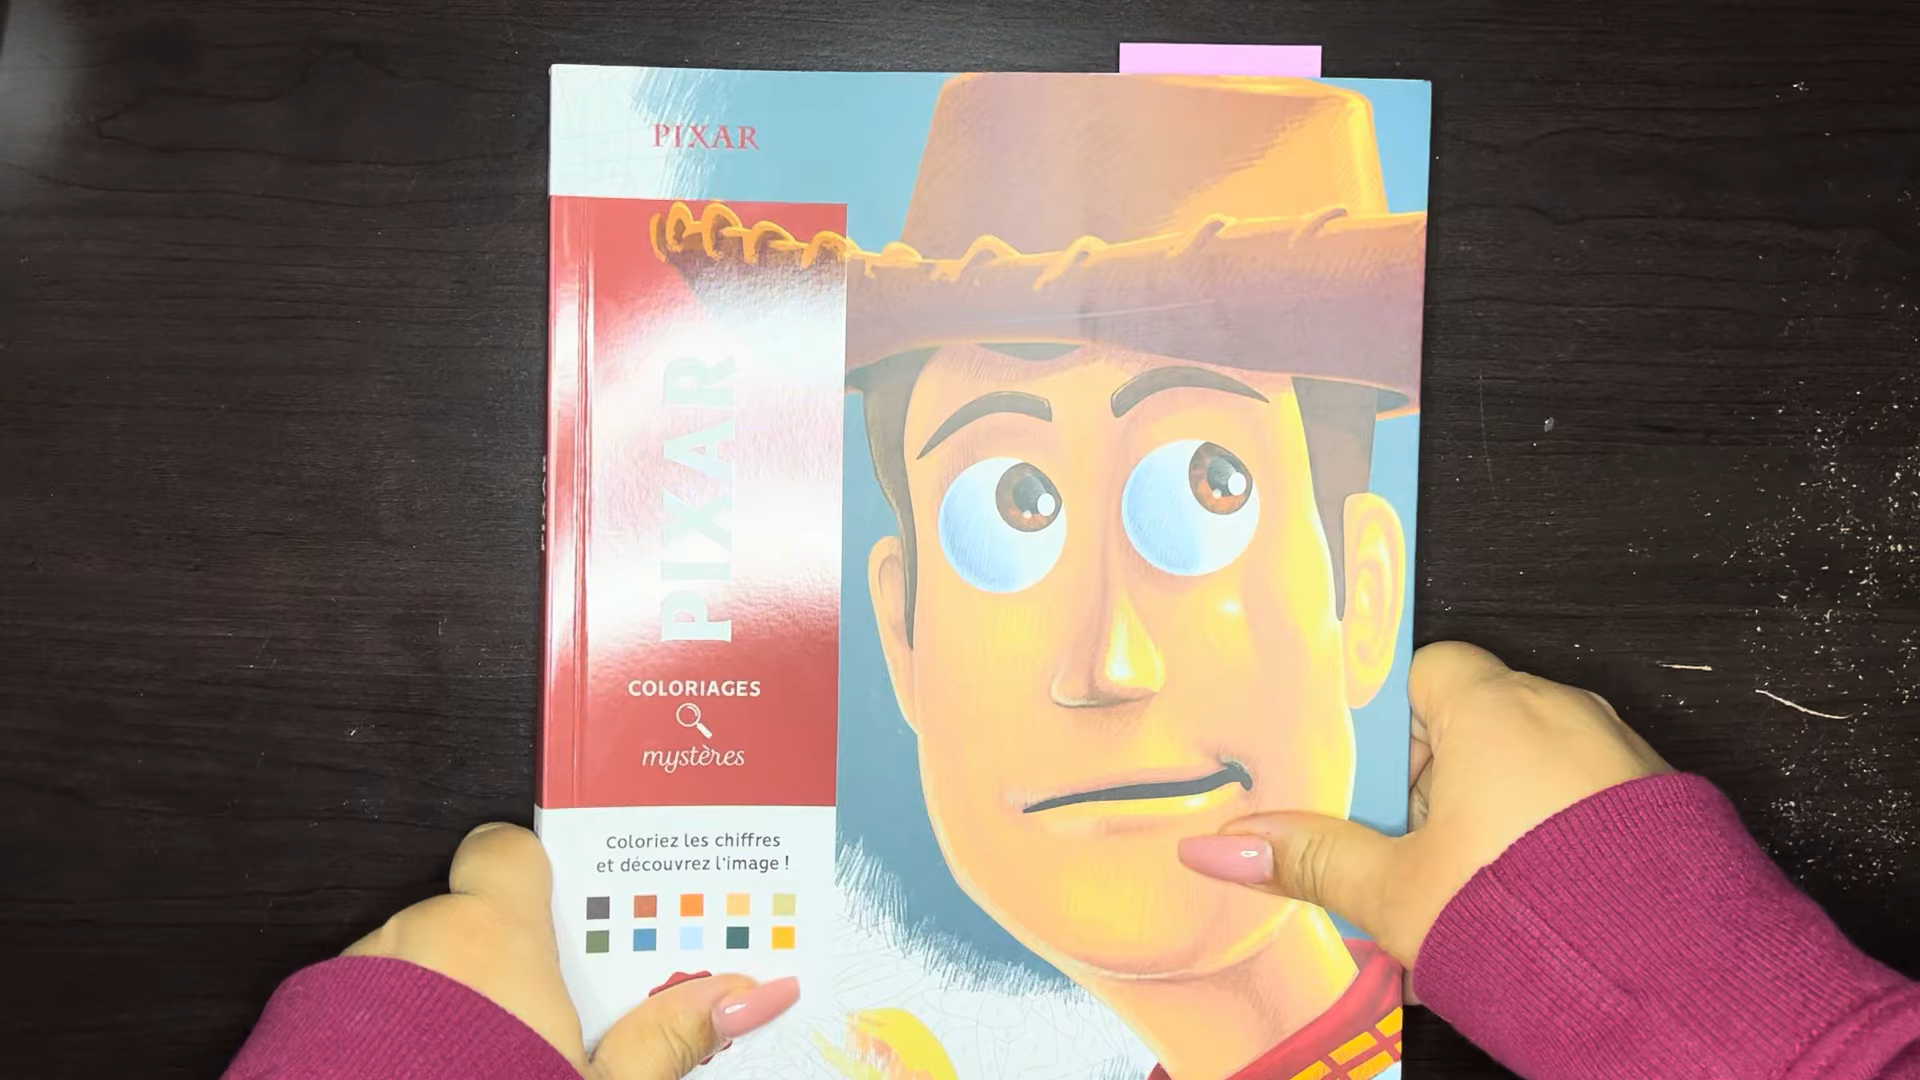 PIXAR
PIXAR
COLORIAGES
mystères
Coloriez les chiffres
et découvrez l'image !